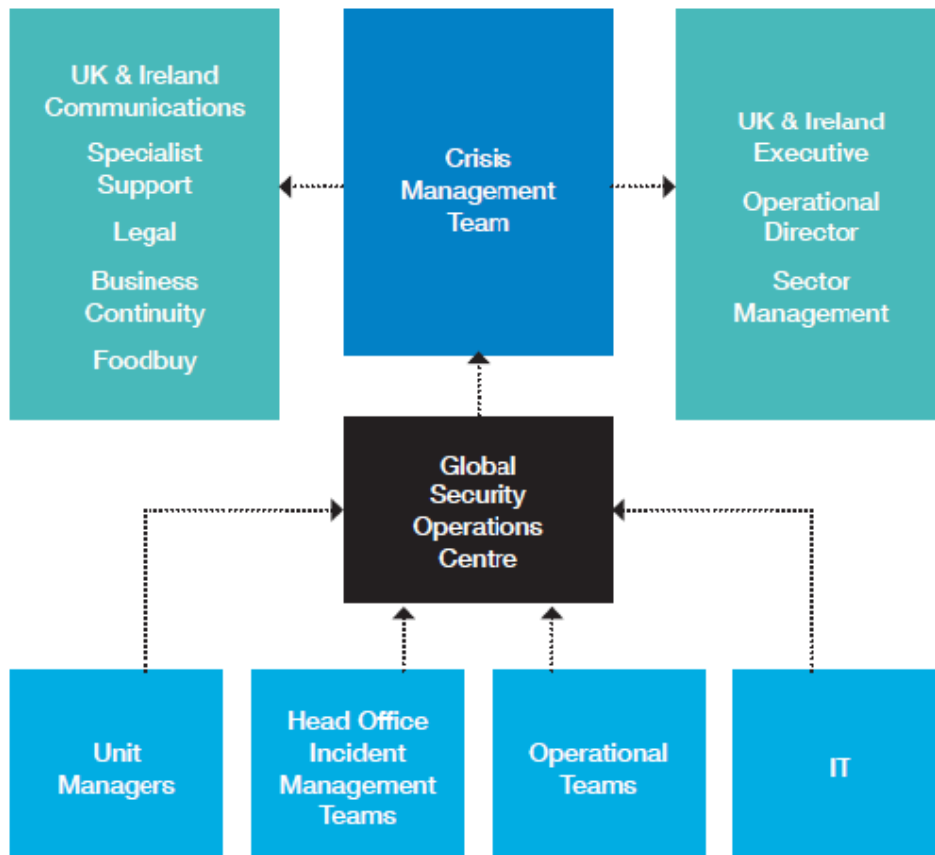 UK & Ireland
Communications
Specialist
Support
Legal
Business
Continuity
Foodbuy
Crisis
Management
Team
UK & Ireland
Executive
Operational
Director
Sector
Management
Global
Security
Operations
Centre
Unit
Managers
Head Office
Incident
Management
Teams
Operational
Teams
IT